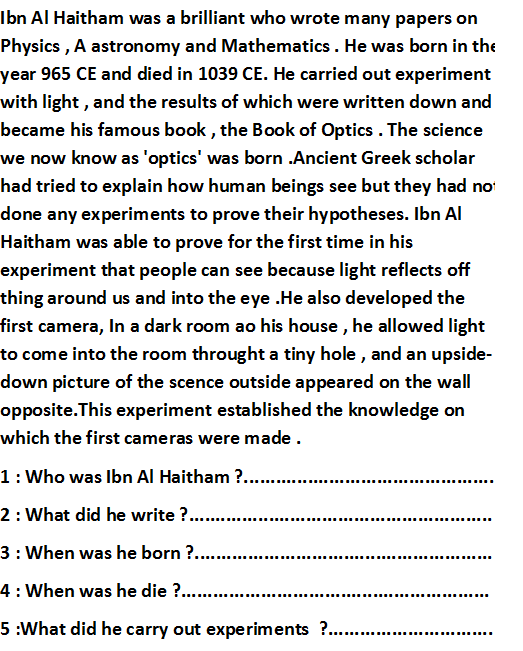 Ibn Al Haitham was a brilliant who wrote many papers on
Physics , A astronomy and Mathematics . He was born in the
year 965 CE and died in 1039 CE. He carried out experiment
with light , and the results of which were written down and
became his famous book , the Book of Optics . The science
we now know as 'optics' was born .Ancient Greek scholar
had tried to explain how human beings see but they had not
done any experiments to prove their hypotheses. Ibn Al
Haitham was able to prove for the first time in his
experiment that people can see because light reflects off
thing around us and into the eye .He also developed the
first camera, In a dark room ao his house , he allowed light
to come into the room throught a tiny hole , and an upside-
down picture of the scence outside appeared on the wall
opposite.This experiment established the knowledge on
which the first cameras were made .
1 : Who was Ibn Al Haitham ?................................................
2 : What did he write ?..........................................................
3 : When was he born ?.........................................................
4 : When was he die ?...........................................................
5 :What did he carry out experiments  ?................................